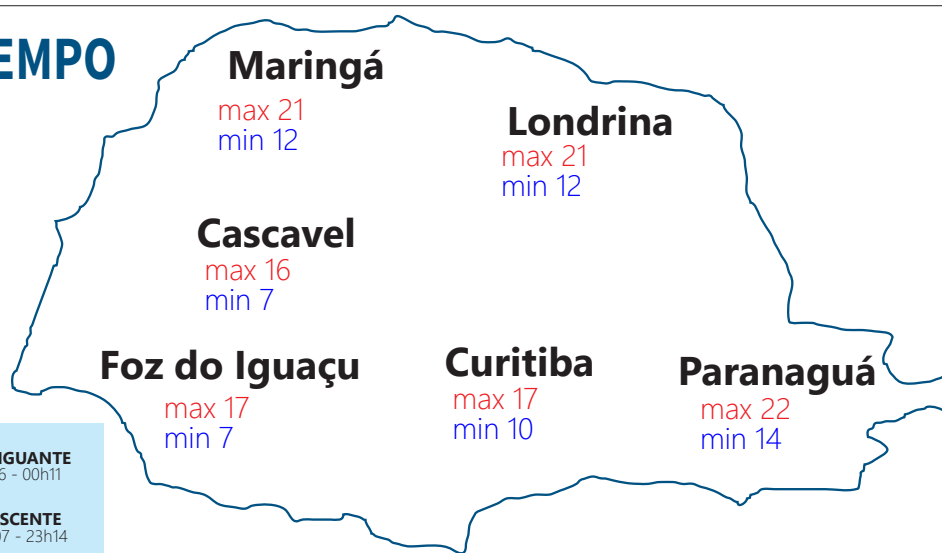 EMPO
Maringá
max 21
min 12
Londrina
max 21
min 12
Cascavel
max 16
min 7
Foz do Iguaçu
max 17
min 7
Curitiba
max 17
min 10
Paranaguá
max 22
min 14
IGUANTE
6 - 00h11
SCENTE
07 - 23h14